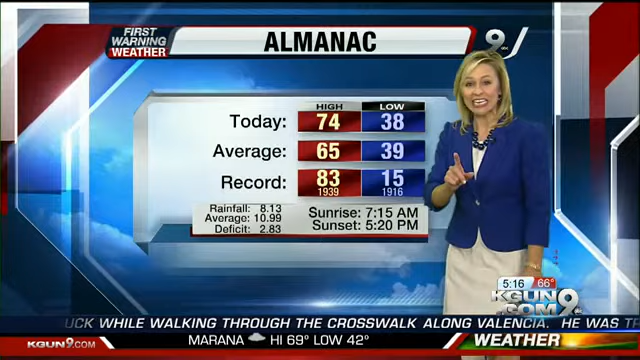 FIRST
WARNING
WEATHER
ALMANAC
9
HIGH LOW
Today: 74 38
Average: 65 39
Record: 83 15
1939 1916
Rainfall: 8.13
Average: 10.99
Deficit: 2.83
Sunrise: 7:15 AM
Sunset: 5:20 PM
5:16 66°
KGUN9
.COM
UCK WHILE WALKING THROUGH THE CROSSWALK ALONG VALENCIA. HE WAS TR
KGUN9.COM MARANA HI 69° LOW 42° WEATHER